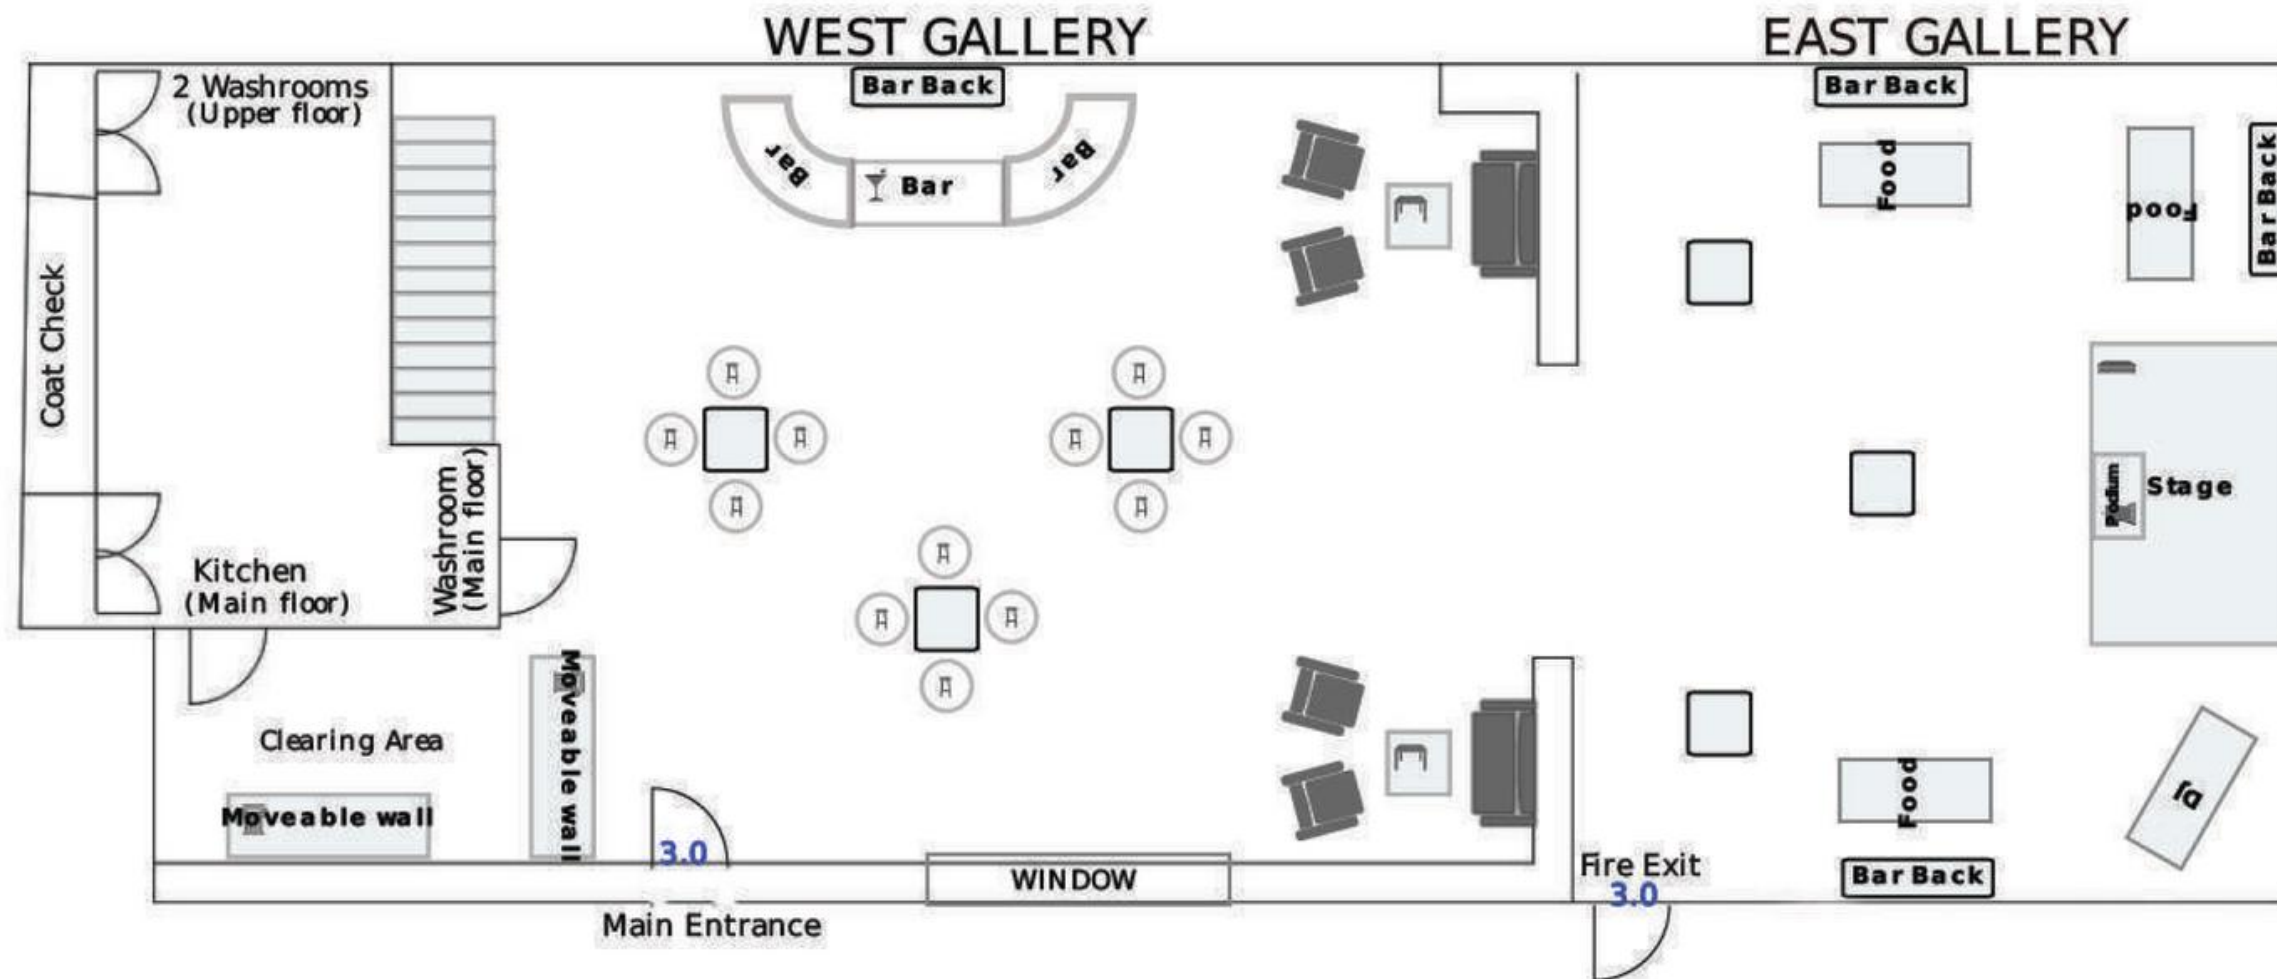 WEST GALLERY
EAST GALLERY
2 Washrooms
(Upper floor)
Bar Back
Bar
Bar
Bar
Bar Back
Food
Food
Bar Back
Coat Check
Washroom
(Main floor)
Kitchen
(Main floor)
Podium
Stage
Clearing Area
Moveable wall
Moveable wall
3.0
Main Entrance
WINDOW
Fire Exit
3.0
Food
Bar Back
DJ